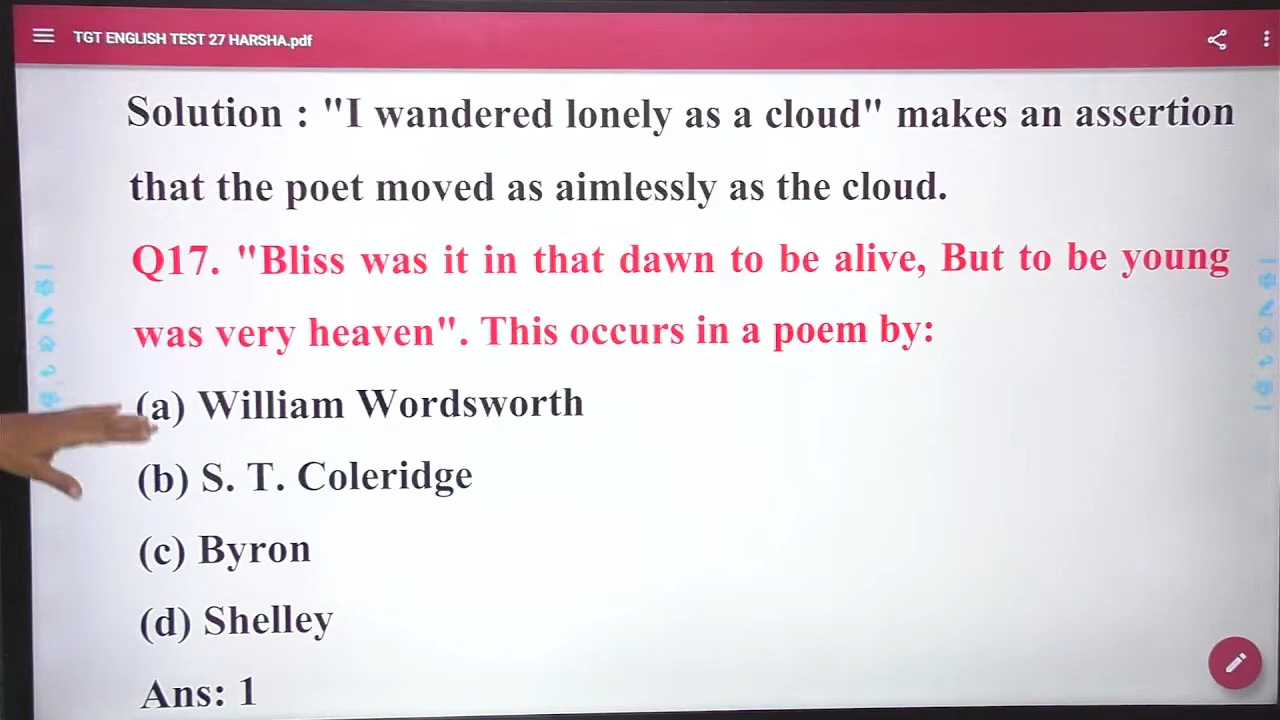 TGT ENGLISH TEST 27 HARSHA.pdf
Solution : "I wandered lonely as a cloud" makes an assertion
that the poet moved as aimlessly as the cloud.
Q17. "Bliss was it in that dawn to be alive, But to be young
was very heaven". This occurs in a poem by:
(a) William Wordsworth
(b) S. T. Coleridge
(c) Byron
(d) Shelley
Ans: 1